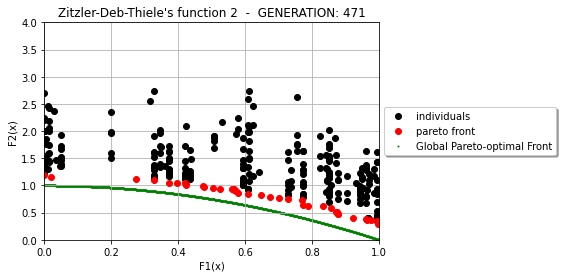 Zitzler-Deb-Thiele's function 2 - GENERATION: 471
4.0
3.5
3.0
2.5
2.0
1.5
1.0
0.5
0.0
F2(x)
0.0 0.2 0.4 0.6 0.8 1.0
F1(x)
individuals
pareto front
Global Pareto-optimal Front